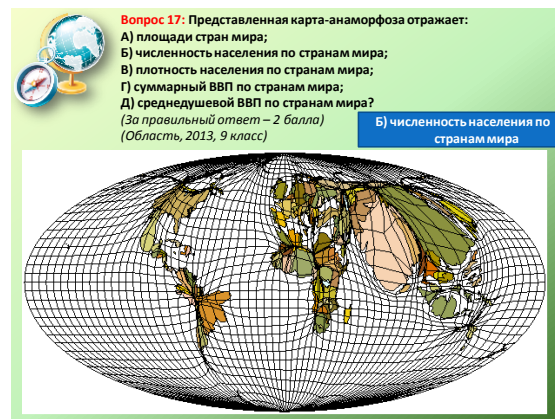 Вопрос 17: Представленная карта-анаморфоза отражает:
А) площади стран мира;
Б) численность населения по странам мира;
В) плотность населения по странам мира;
Г) суммарный ВВП по странам мира;
Д) среднедушевой ВВП по странам мира?
(За правильный ответ – 2 балла)
(Область, 2013, 9 класс)
Б) численность населения по
странам мира